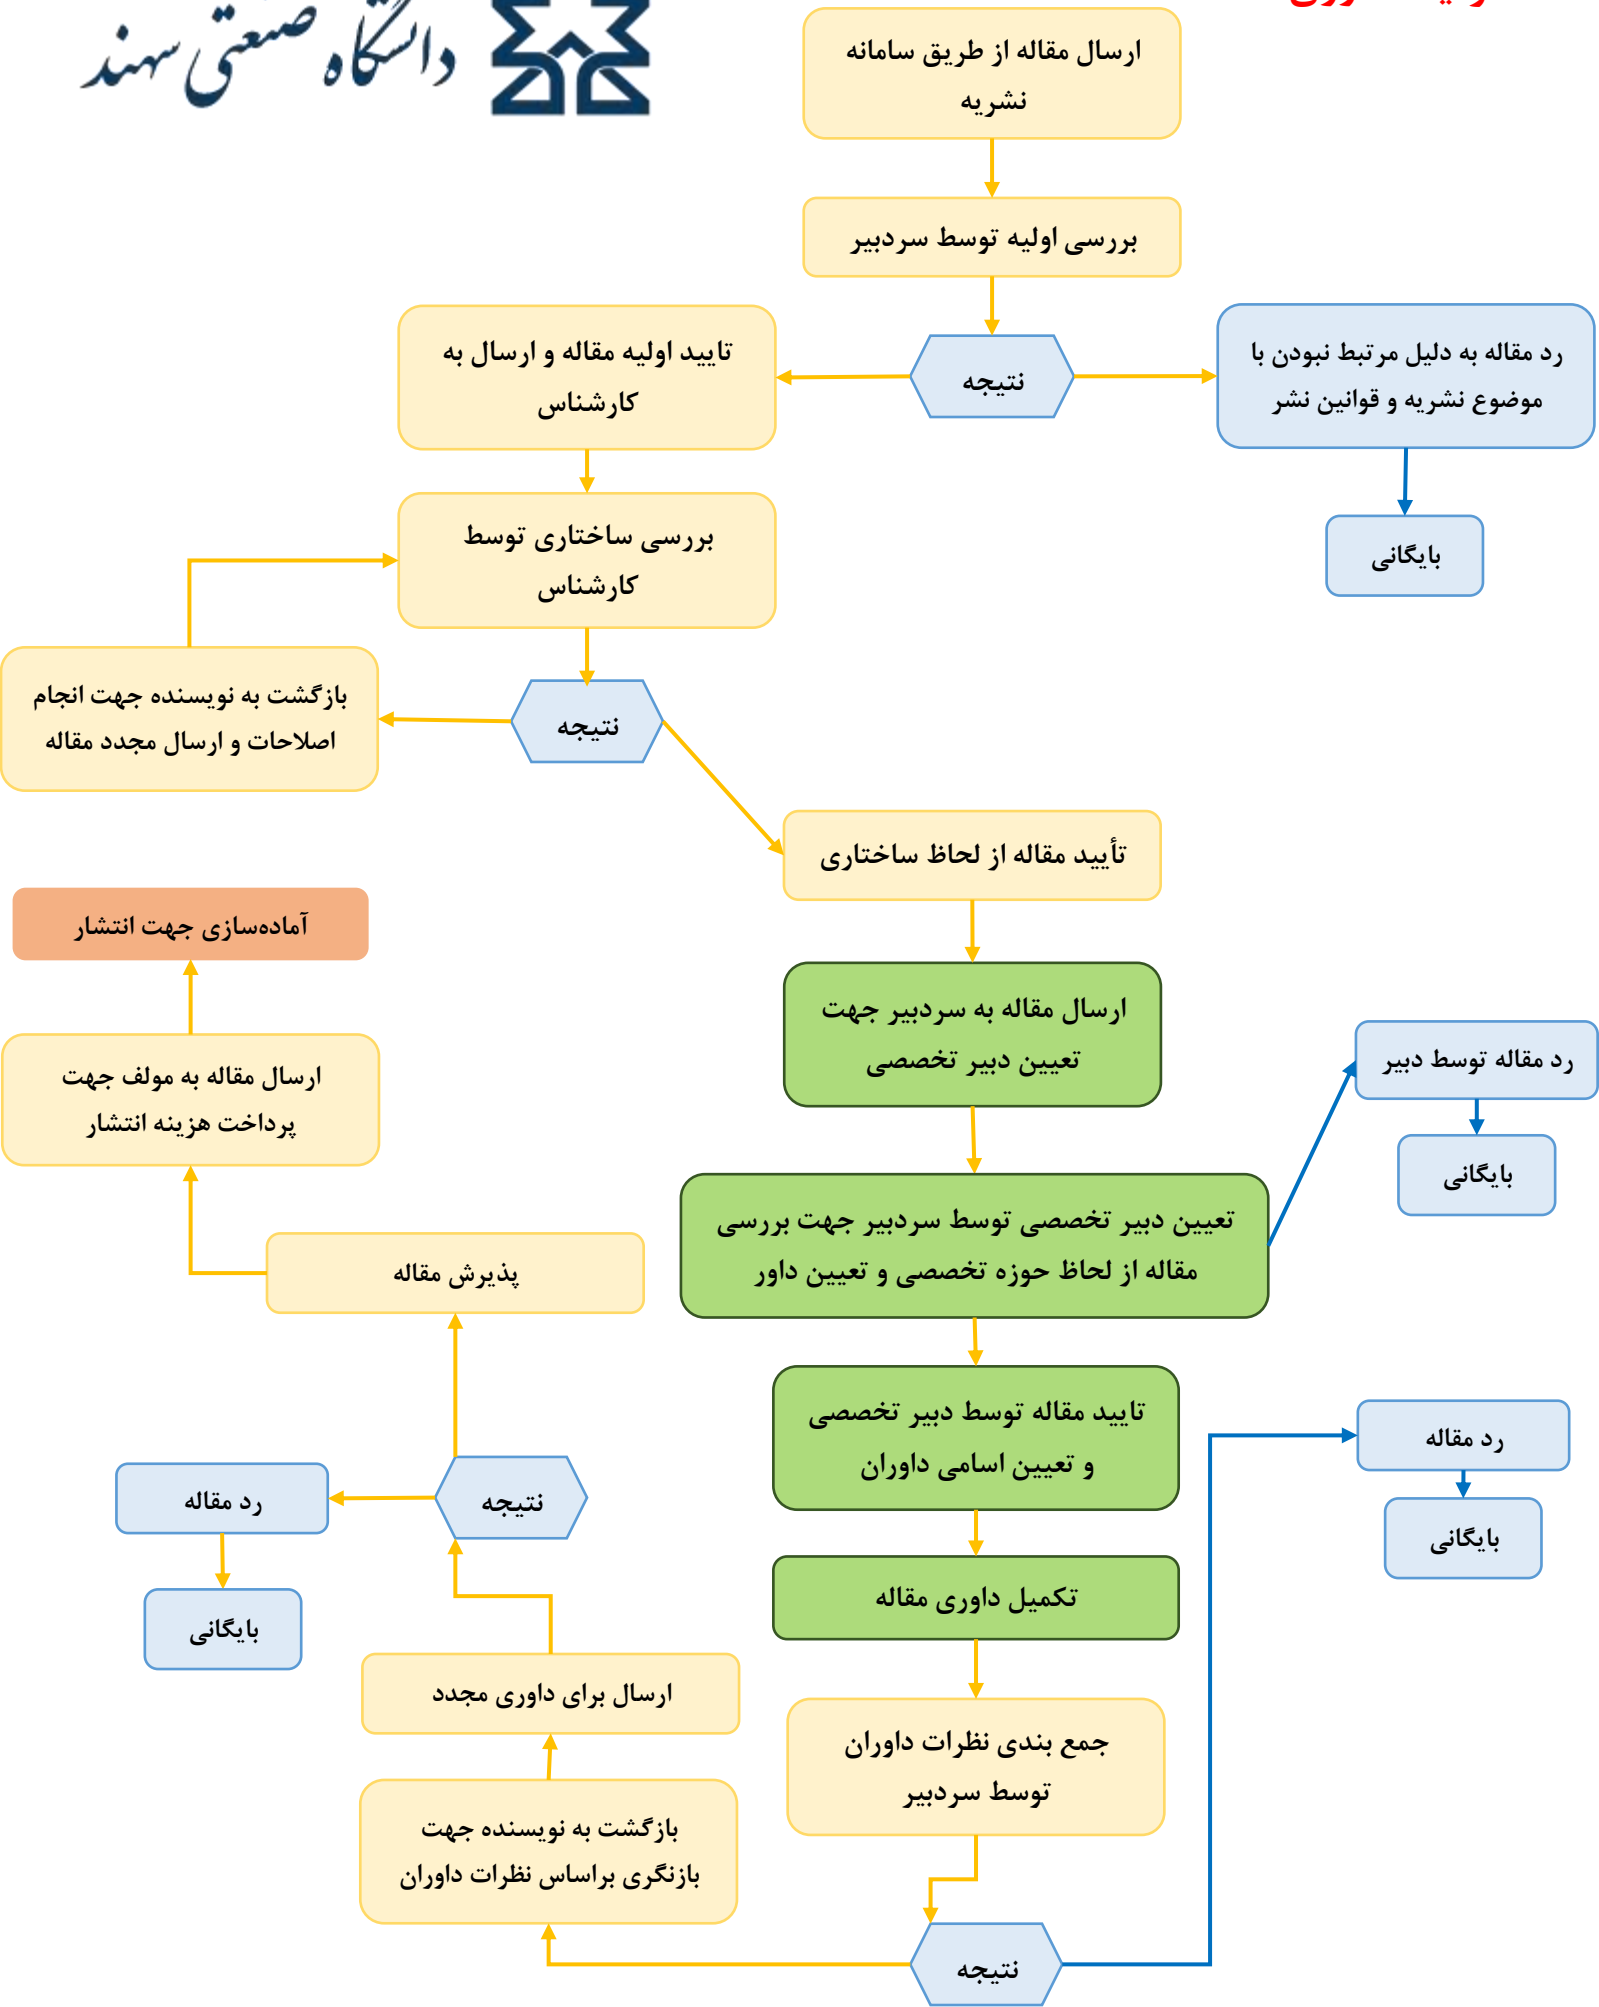 دانشگاه صنعتی سهند
ارسال مقاله از طریق سامانه
نشریه
بررسی اولیه توسط سردبیر
نتیجه
رد مقاله به دلیل مرتبط نبودن با
موضوع نشریه و قوانین نشر
بایگانی
تایید اولیه مقاله و ارسال به
کارشناس
بررسی ساختاری توسط
کارشناس
نتیجه
بازگشت به نویسنده جهت انجام
اصلاحات و ارسال مجدد مقاله
تأیید مقاله از لحاظ ساختاری
ارسال مقاله به سردبیر جهت
تعیین دبیر تخصصی
تعیین دبیر تخصصی توسط سردبیر جهت بررسی
مقاله از لحاظ حوزه تخصصی و تعیین داور
رد مقاله توسط دبیر
بایگانی
تایید مقاله توسط دبیر تخصصی
و تعیین اسامی داوران
تکمیل داوری مقاله
جمع بندی نظرات داوران
توسط سردبیر
نتیجه
رد مقاله
بایگانی
بازگشت به نویسنده جهت
بازنگری براساس نظرات داوران
ارسال برای داوری مجدد
نتیجه
رد مقاله
بایگانی
پذیرش مقاله
ارسال مقاله به مولف جهت
پرداخت هزینه انتشار
آماده‌سازی جهت انتشار